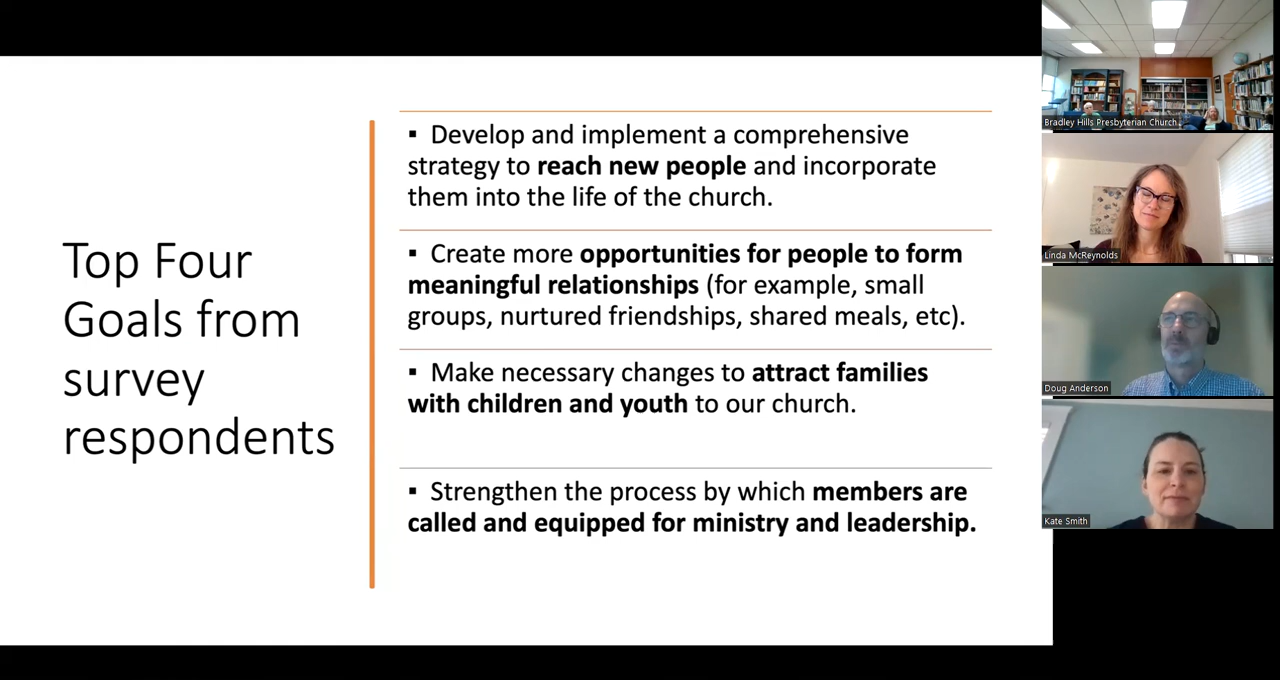 Top Four
Goals from
survey
respondents
▪ Develop and implement a comprehensive
strategy to reach new people and incorporate
them into the life of the church.
▪ Create more opportunities for people to form
meaningful relationships (for example, small
groups, nurtured friendships, shared meals, etc).
▪ Make necessary changes to attract families
with children and youth to our church.
▪ Strengthen the process by which members are
called and equipped for ministry and leadership.
Bradley Hills Presbyterian Church
Linda McReynolds
Doug Anderson
Kate Smith